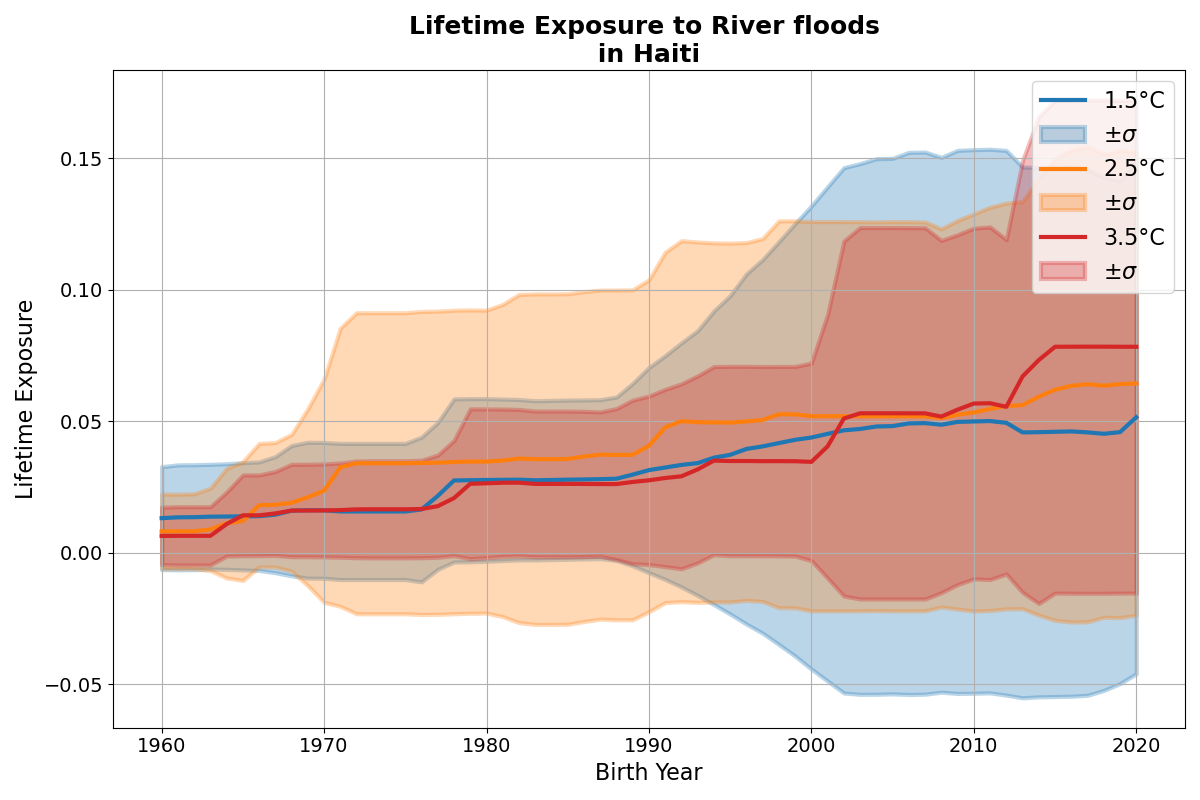 Lifetime Exposure to River floods
in Haiti
1.5°C
±σ
2.5°C
±σ
3.5°C
±σ
Lifetime Exposure
0.15
0.10
0.05
0.00
−0.05
1960 1970 1980 1990 2000 2010 2020
Birth Year